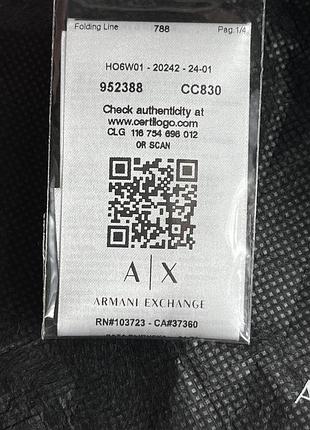 Folding Line 788 Pag.1/4
HO6W01 - 20242 - 24-01
952388 CC830
Check authenticity at
www.certilogo.com
CLG 116 754 696 012
OR SCAN
A|X
ARMANI EXCHANGE
RN#103723 - CA#37360
A